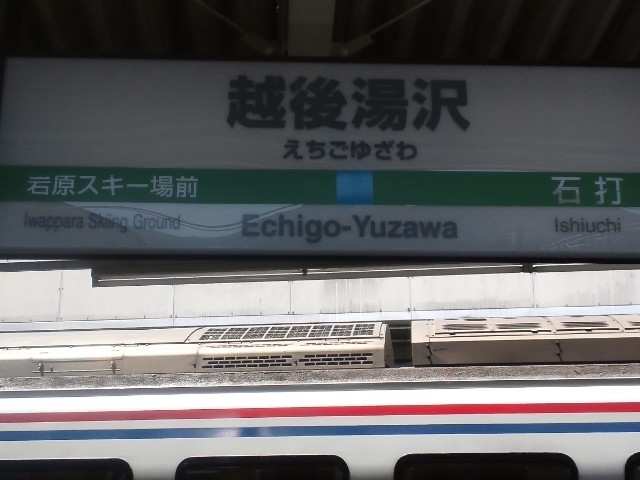 越後湯沢
えちごゆざわ
岩原スキー場前 石打
Iwappara Skiing Ground Echigo-Yuzawa Ishiuchi